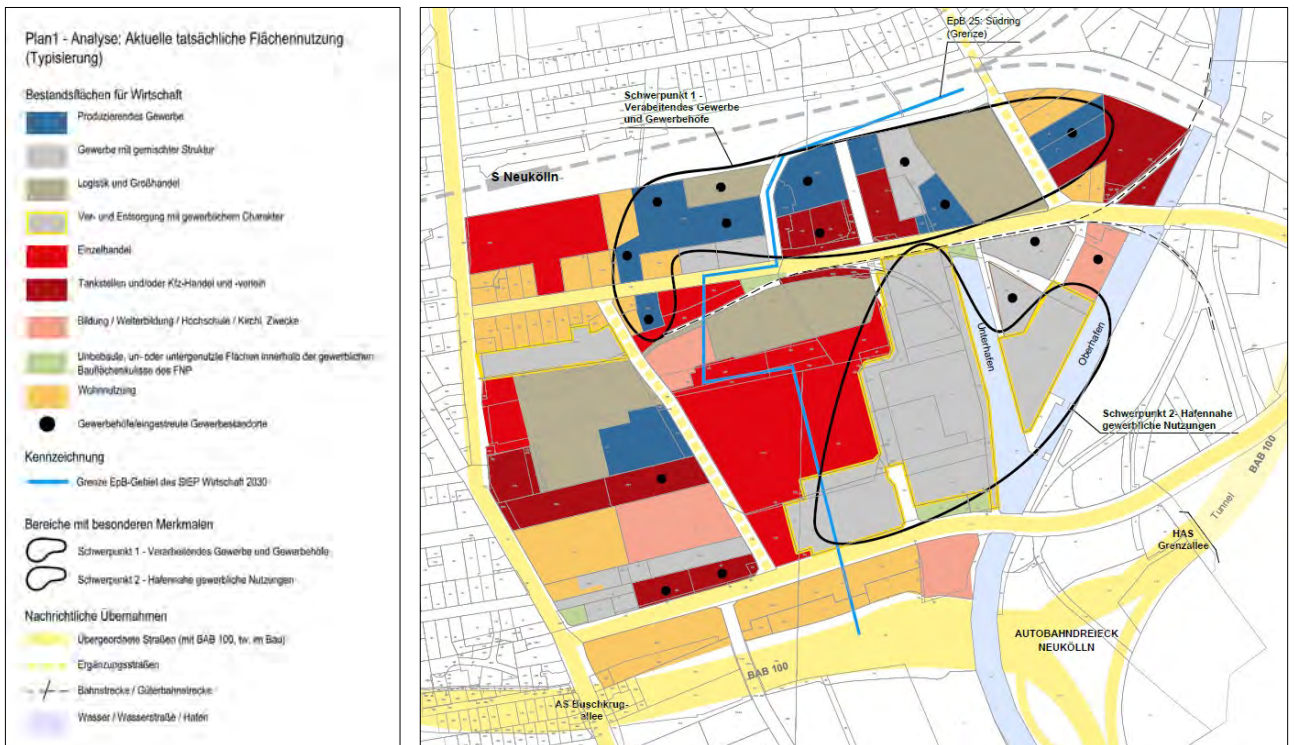 Plan1 - Analyse: Aktuelle tatsächliche Flächennutzung
(Typisierung)
Bestandsflächen für Wirtschaft
Produzierendes Gewerbe
Gewerbe mit gemischter Struktur
Logistik und Großhandel
Ver- und Entsorgung mit gewerblichem Charakter
Einzelhandel
Tankstellen und/oder Kfz-Handel und -verleih
Bildung / Weiterbildung / Hochschule / Kirchl. Zwecke
Unbebaute, un- oder untergenutzte Flächen innerhalb der gewerblichen
Bauflächenkulisse des FNP
Wohnnutzung
Gewerbehöfe/eingestreute Gewerbestandorte
Kennzeichnung
Grenze EpB-Gebiet des StEP Wirtschaft 2030
Bereiche mit besonderen Merkmalen
Schwerpunkt 1 - Verarbeitendes Gewerbe und Gewerbehöfe
Schwerpunkt 2 - Hafennahe gewerbliche Nutzungen
Nachrichtliche Übernahmen
Übergeordnete Straßen (mit BAB 100, tw. im Bau)
Ergänzungsstraßen
Bahnstrecke / Güterbahnstrecke
Wasser / Wasserstraße / Hafen
EpB 25: Südring
(Grenze)
Schwerpunkt 1 -
Verabeitendes Gewerbe
und Gewerbehöfe
S Neukölln
Unterhafen
Oberhafen
Schwerpunkt 2- Hafennahe
gewerbliche Nutzungen
BAB 100
Tunnel
HAS
Grenzallee
AUTOBAHNDREIECK
NEUKÖLLN
BAB 100
AS Buschkrug-
allee